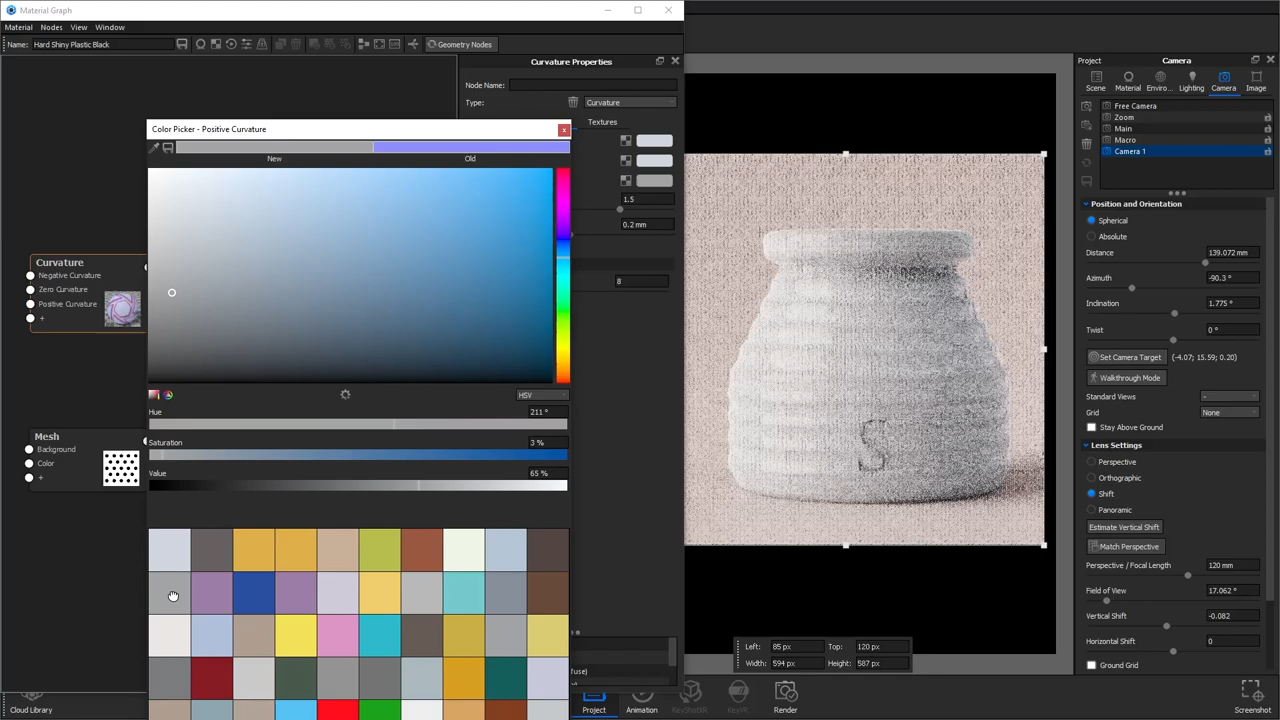 Material Graph
Material Nodes View Window
Name: Hard Shiny Plastic Black Geometry Nodes
Curvature Properties
Node Name:
Type: Curvature
Textures
1.5
0.2 mm
8
Color Picker - Positive Curvature
New Old
HSV
Hue 211 °
Saturation 3 %
Value 65 %
Curvature
Negative Curvature
Zero Curvature
Positive Curvature
+
Mesh
Background
Color
+
S
Left: 85 px Top: 120 px
Width: 594 px Height: 587 px
Project Camera
Scene Material Enviro... Lighting Camera Image
Free Camera
Zoom
Main
Macro
Camera 1
Position and Orientation
Spherical
Absolute
Distance 139.072 mm
Azimuth -90.3 °
Inclination 1.775 °
Twist 0 °
Set Camera Target (-4.07; 15.59; 0.20)
Walkthrough Mode
Standard Views -
Grid None
Stay Above Ground
Lens Settings
Perspective
Orthographic
Shift
Panoramic
Estimate Vertical Shift
Match Perspective
Perspective / Focal Length 120 mm
Field of View 17.062 °
Vertical Shift -0.082
Horizontal Shift 0
Ground Grid
Cloud Library Project Animation KeyShotXR KeyVR Render Screenshot